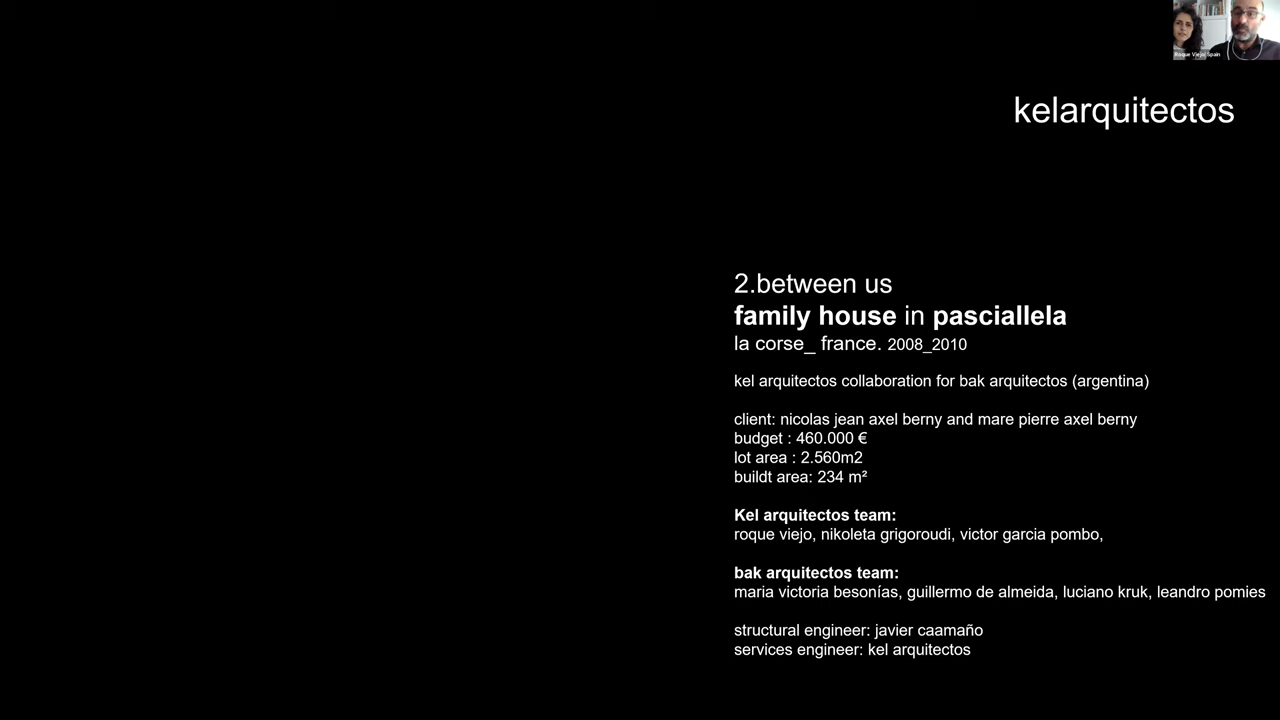 Roque Viejo Spain
kelarquitectos
2.between us
family house in pasciallela
la corse_ france. 2008_2010
kel arquitectos collaboration for bak arquitectos (argentina)
client: nicolas jean axel berny and mare pierre axel berny
budget : 460.000 €
lot area : 2.560m2
buildt area: 234 m²
Kel arquitectos team:
roque viejo, nikoleta grigoroudi, victor garcia pombo,
bak arquitectos team:
maria victoria besonías, guillermo de almeida, luciano kruk, leandro pomies
structural engineer: javier caamaño
services engineer: kel arquitectos